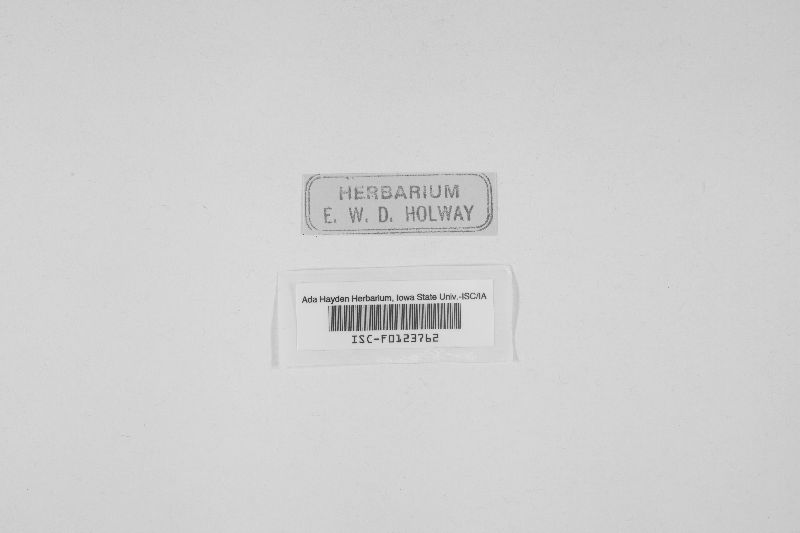 HERBARIUM
E. W. D. HOLWAY
Ada Hayden Herbarium, Iowa State Univ.-ISC/IA
ISC-F0123762